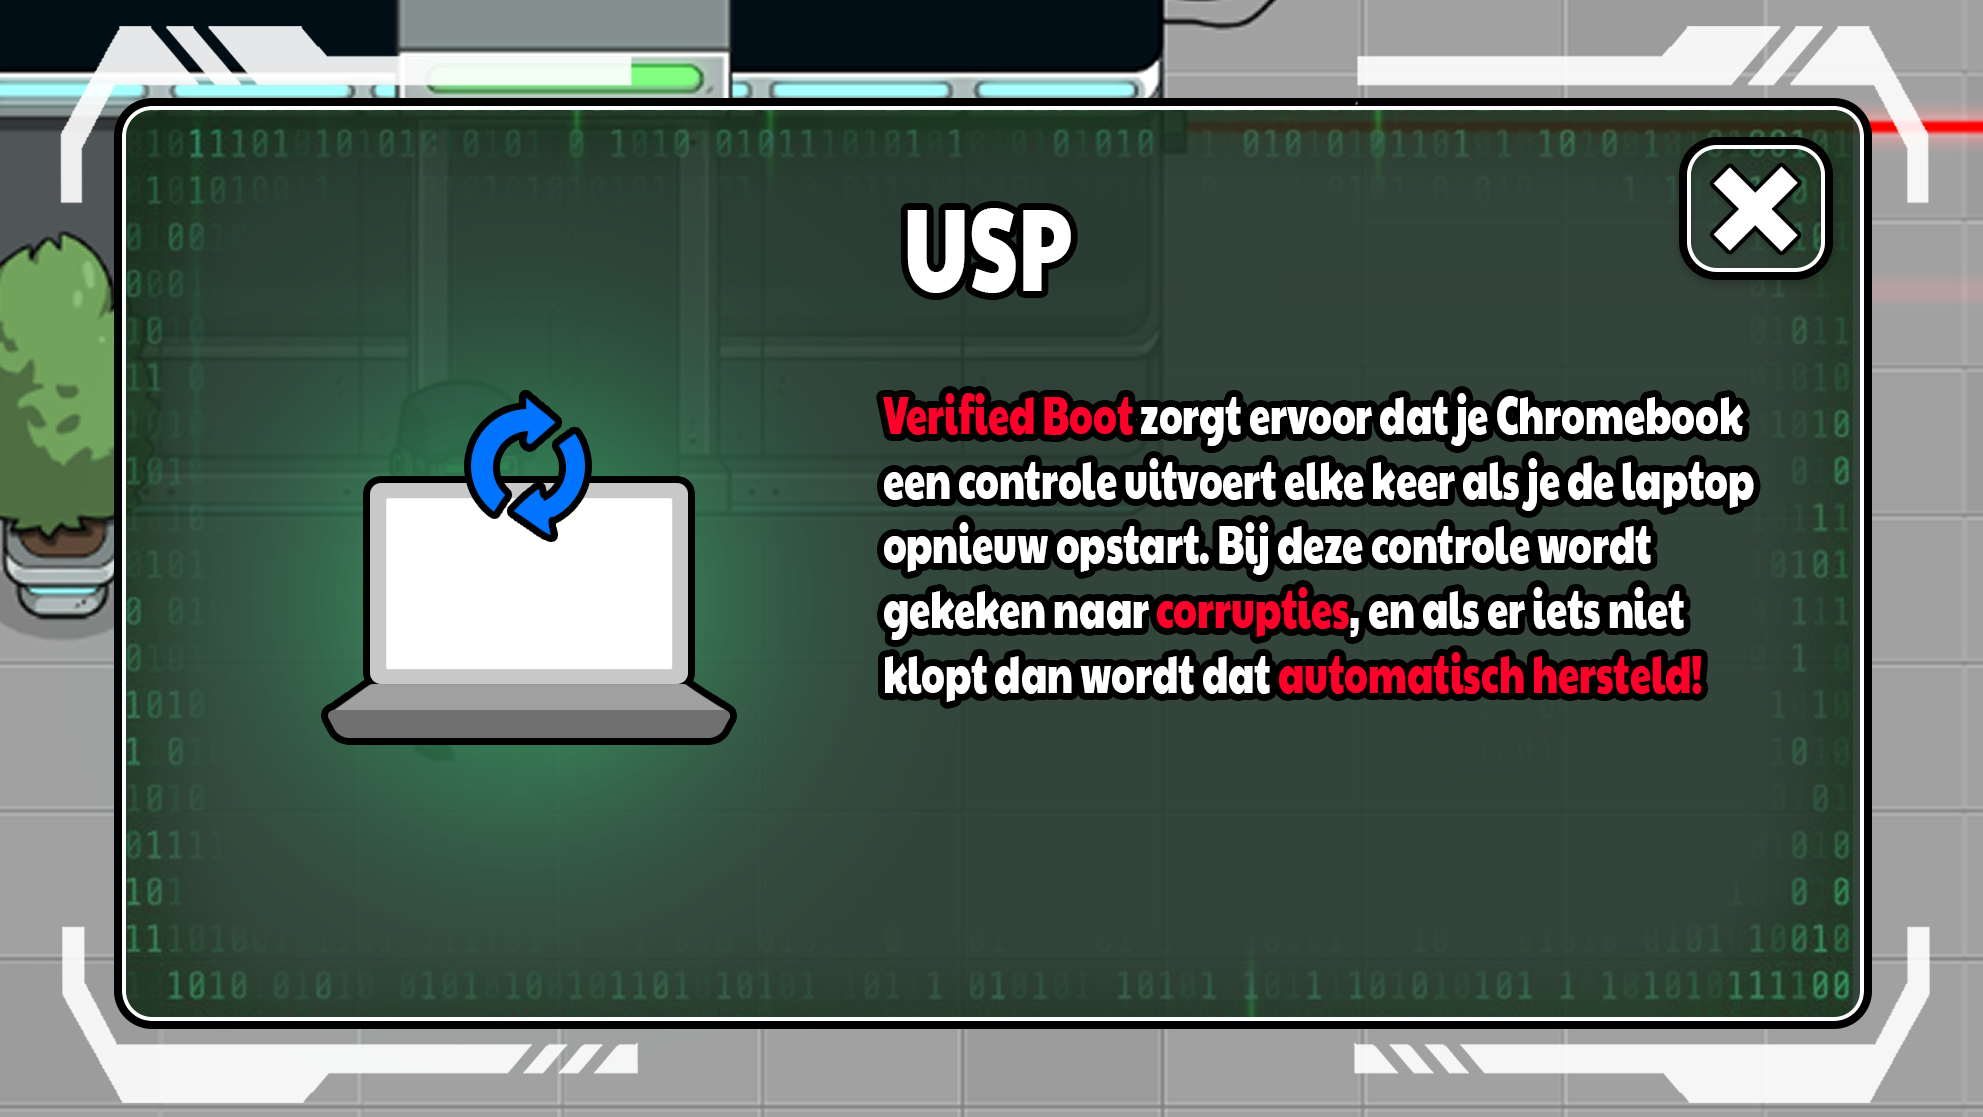 USP
Verified Boot zorgt ervoor dat je Chromebook
een controle uitvoert elke keer als je de laptop
opnieuw opstart. Bij deze controle wordt
gekeken naar corrupties, en als er iets niet
klopt dan wordt dat automatisch hersteld!